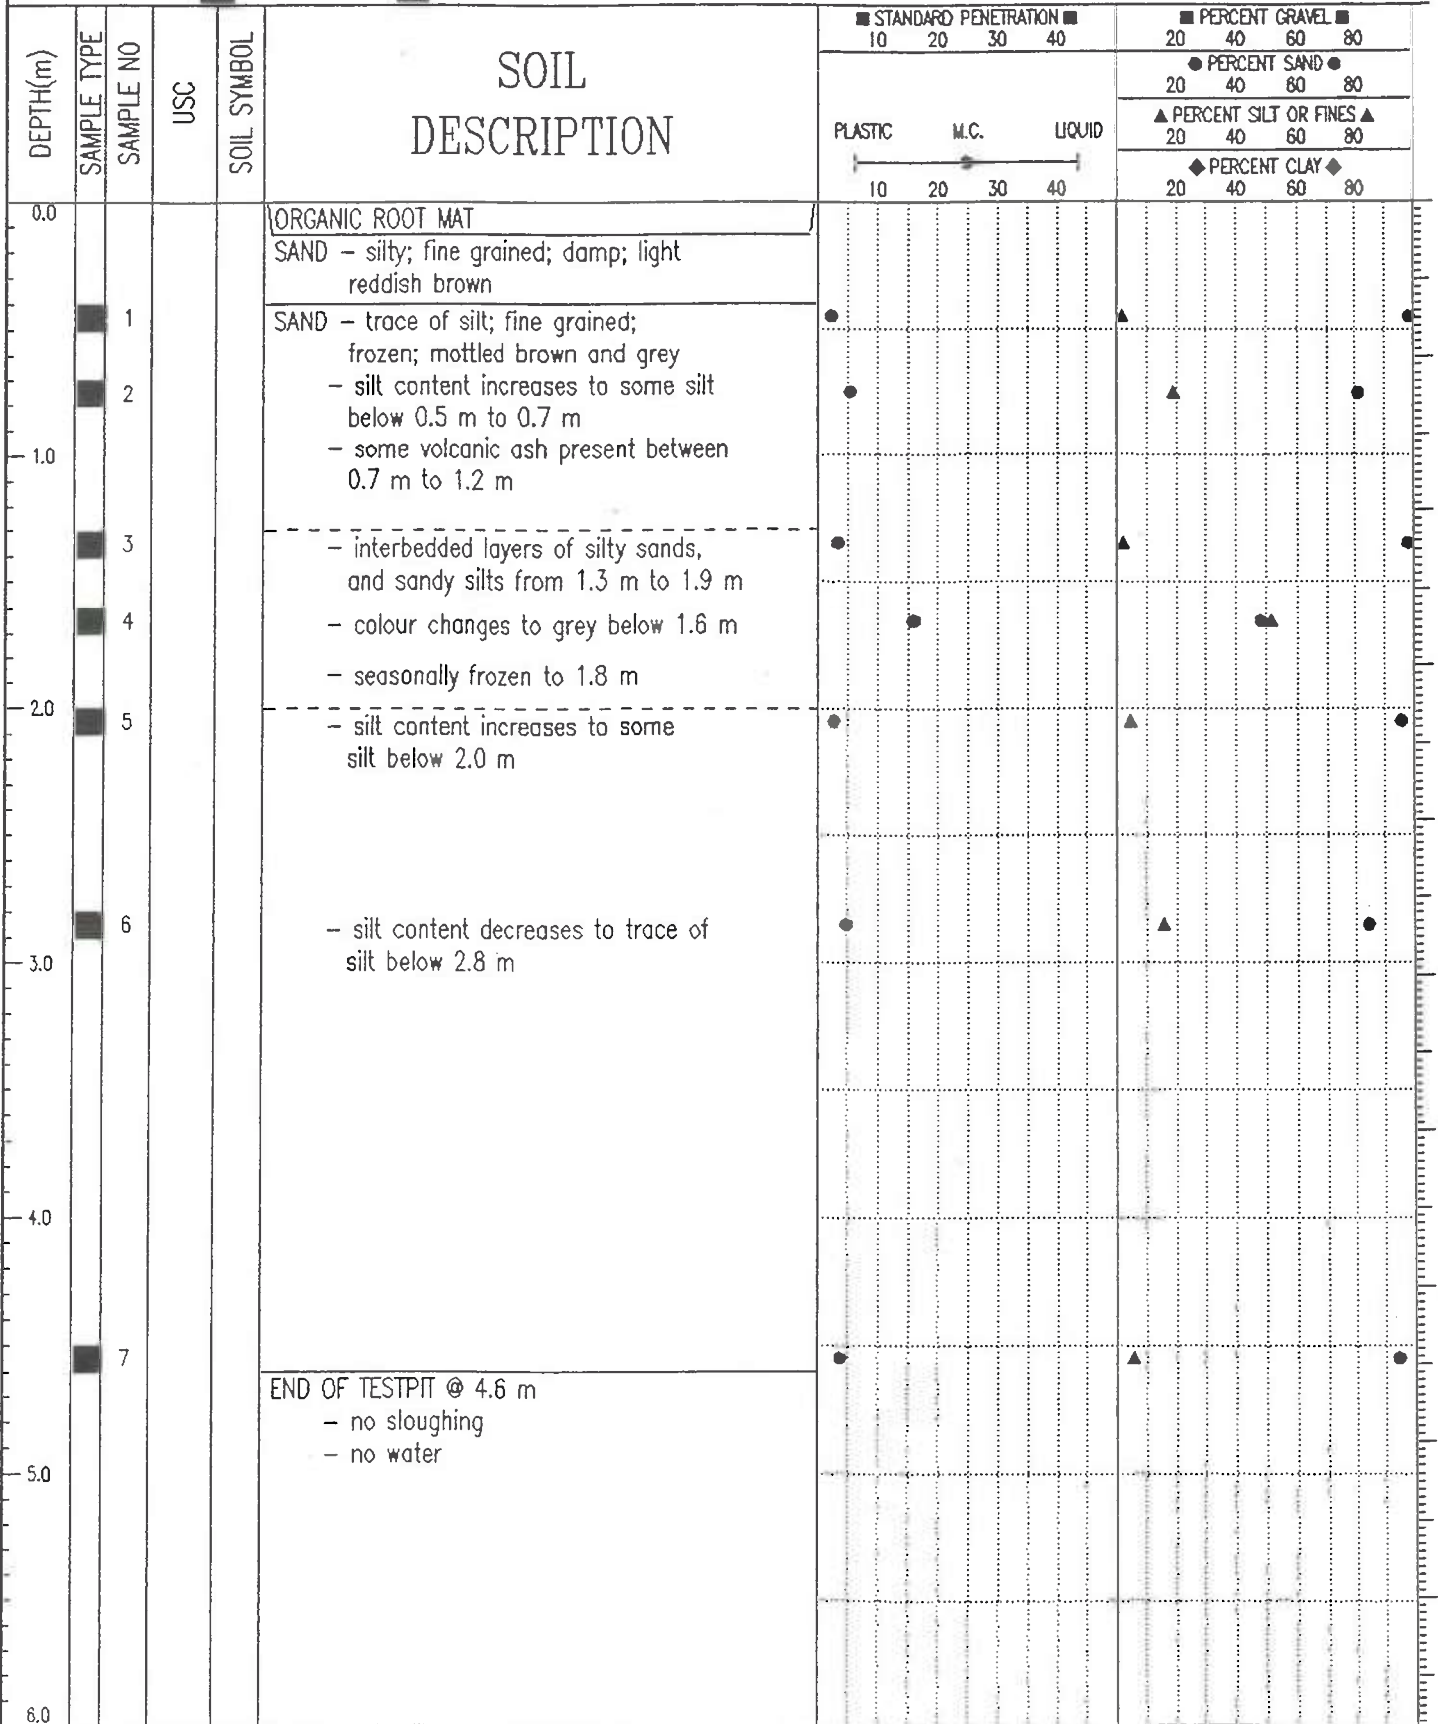 DEPTH(m)
SAMPLE TYPE
SAMPLE NO
USC
SOIL SYMBOL
SOIL
DESCRIPTION
■ STANDARD PENETRATION ■
10 20 30 40
PLASTIC M.C. LIQUID
10 20 30 40
■ PERCENT GRAVEL ■
20 40 60 80
● PERCENT SAND ●
20 40 60 80
▲ PERCENT SILT OR FINES ▲
20 40 60 80
◆ PERCENT CLAY ◆
20 40 60 80
0.0
ORGANIC ROOT MAT
SAND – silty; fine grained; damp; light
reddish brown
1
SAND – trace of silt; fine grained;
frozen; mottled brown and grey
2
– silt content increases to some silt
below 0.5 m to 0.7 m
1.0
– some volcanic ash present between
0.7 m to 1.2 m
3
– interbedded layers of silty sands,
and sandy silts from 1.3 m to 1.9 m
4
– colour changes to grey below 1.6 m
– seasonally frozen to 1.8 m
2.0
5
– silt content increases to some
silt below 2.0 m
6
– silt content decreases to trace of
silt below 2.8 m
3.0
4.0
7
END OF TESTPIT @ 4.6 m
– no sloughing
– no water
5.0
6.0